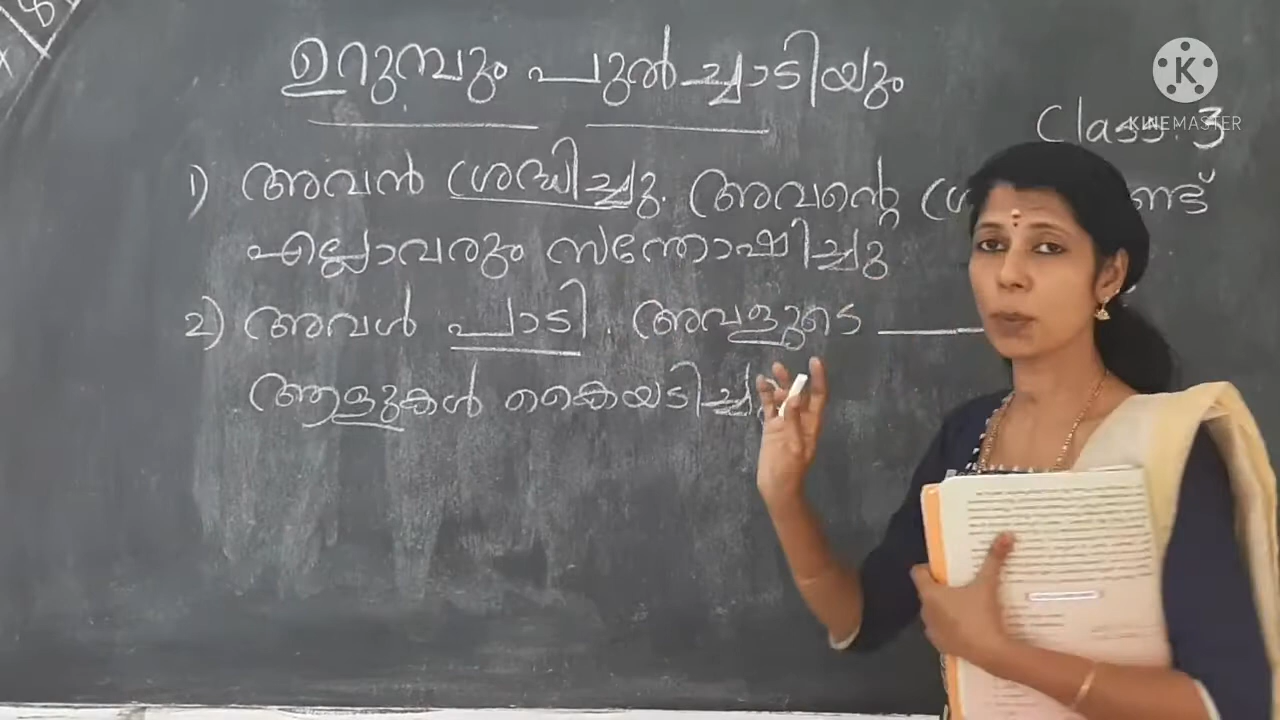 ഉറുമ്പും പുൽച്ചാടിയും
K
KINEMASTER
Class. 3
1) അവൻ ശ്രദ്ധിച്ചു. അവന്റെ ശ്ര ണ്ട്
എല്ലാവരും സന്തോഷിച്ചു
2) അവൾ പാടി. അവളുടെ
ആളുകൾ കൈയടിച്ചു